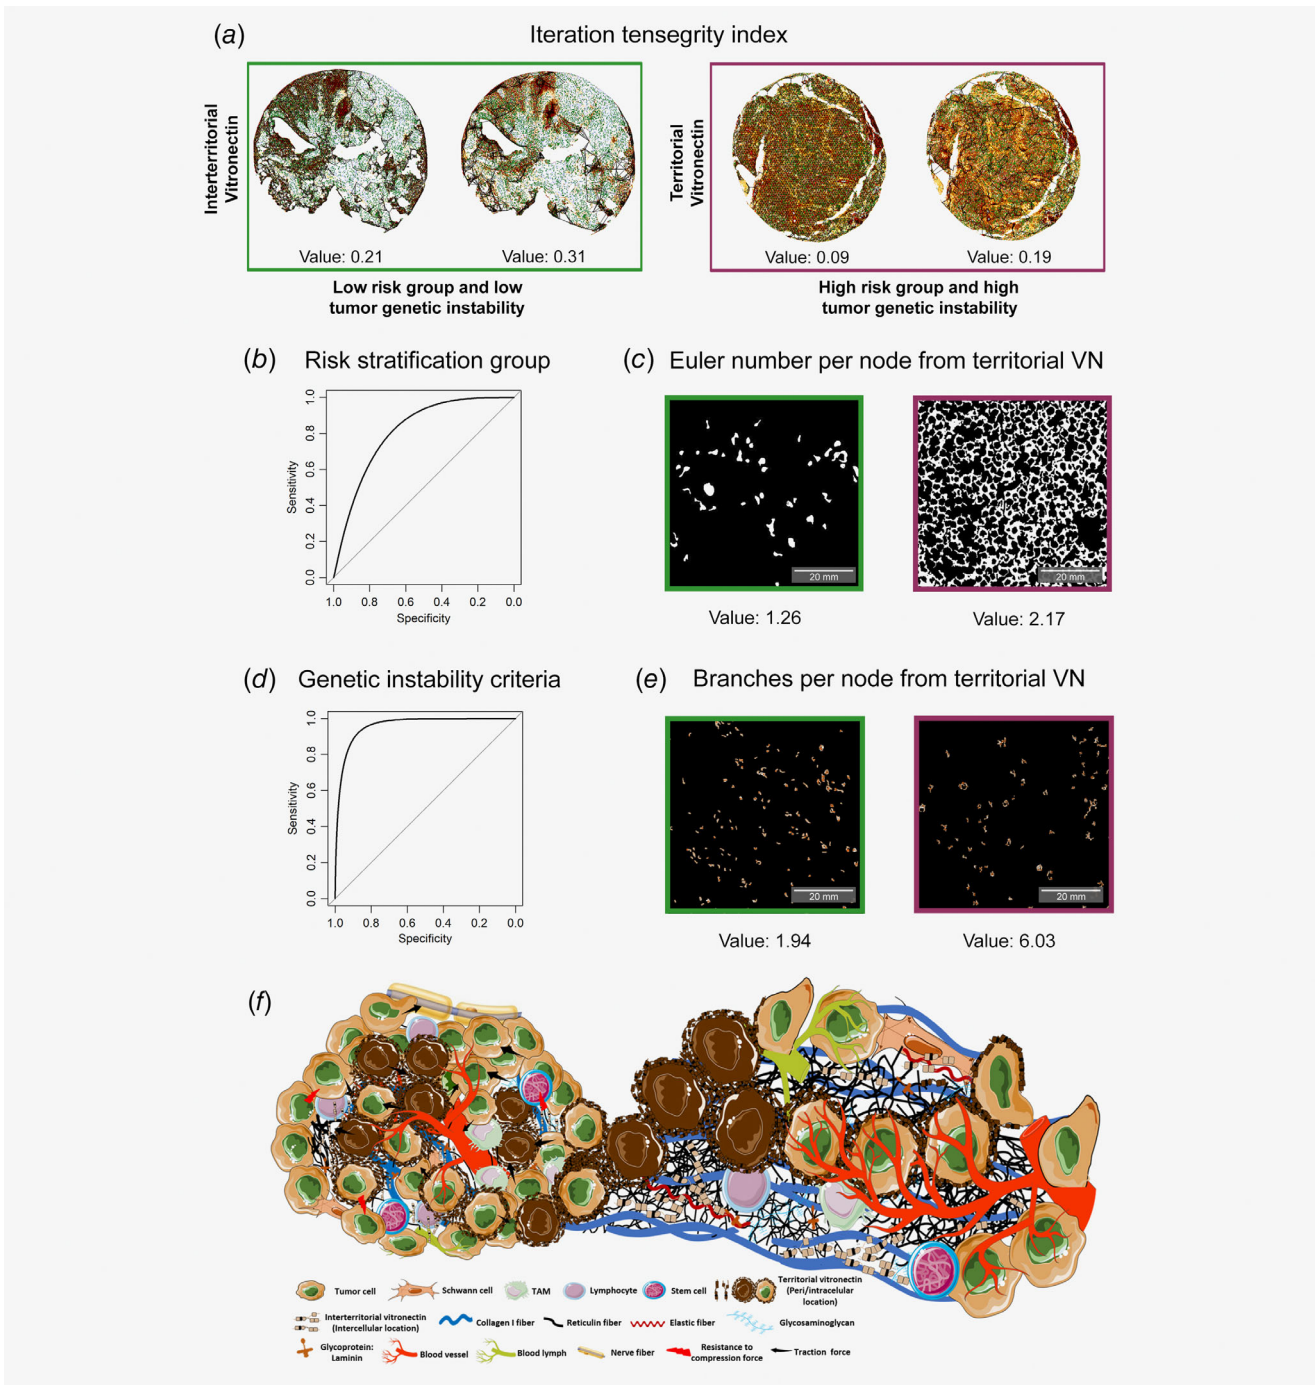 (a) Iteration tensegrity index
Interterritorial
Vitronectin
Value: 0.21
Value: 0.31
Low risk group and low
tumor genetic instability
Territorial
Vitronectin
Value: 0.09
Value: 0.19
High risk group and high
tumor genetic instability
(b) Risk stratification group
Sensitivity
1.0
0.8
0.6
0.4
0.2
0.0
1.0 0.8 0.6 0.4 0.2 0.0
Specificity
(c) Euler number per node from territorial VN
20 mm
20 mm
Value: 1.26
Value: 2.17
(d) Genetic instability criteria
Sensitivity
1.0
0.8
0.6
0.4
0.2
0.0
1.0 0.8 0.6 0.4 0.2 0.0
Specificity
(e) Branches per node from territorial VN
20 mm
20 mm
Value: 1.94
Value: 6.03
(f)
Tumor cell
Schwann cell
TAM
Lymphocyte
Stem cell
Territorial vitronectin
(Peri/intracelular
location)
Interterritorial vitronectin
(Intercellular location)
Collagen I fiber
Reticulin fiber
Elastic fiber
Glycosaminoglycan
Glycoprotein:
Laminin
Blood vessel
Blood lymph
Nerve fiber
Resistance to
compression force
Traction force